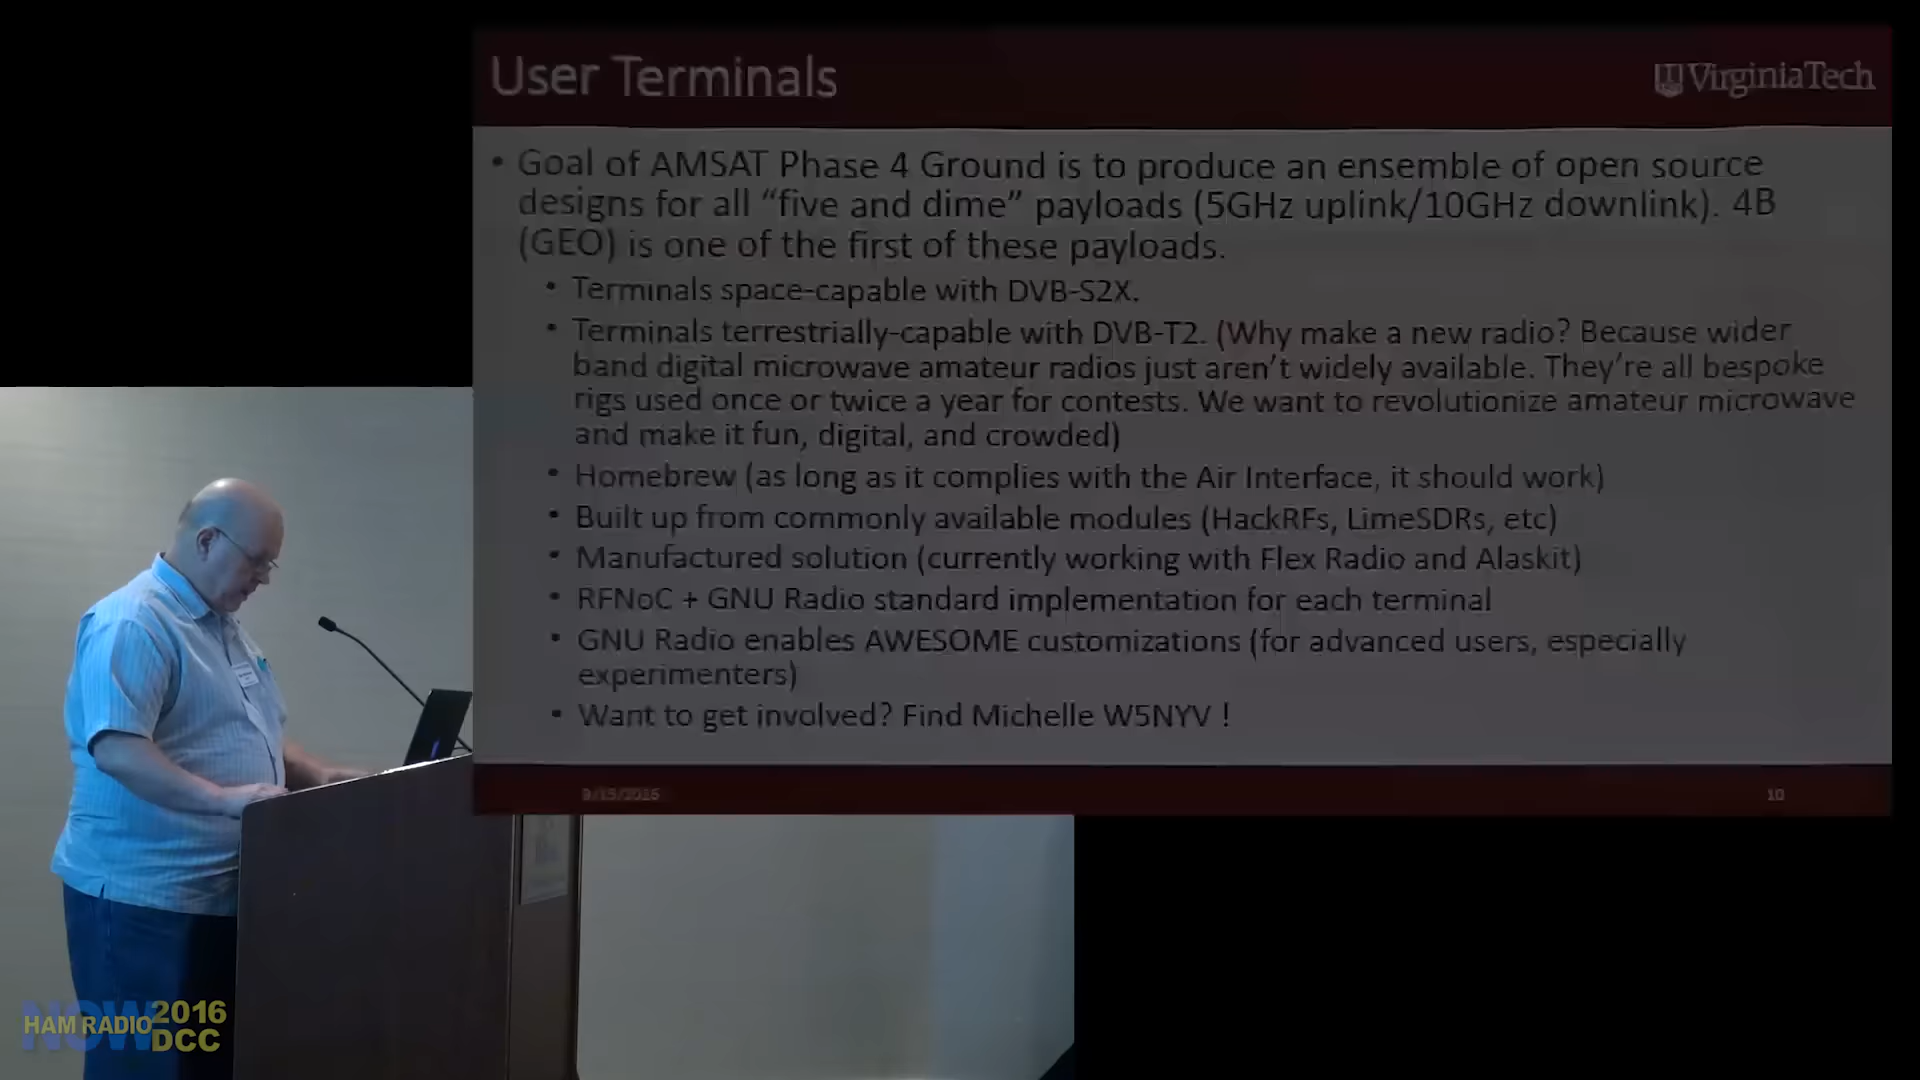 User Terminals
VirginiaTech
• Goal of AMSAT Phase 4 Ground is to produce an ensemble of open source
designs for all “five and dime” payloads (5GHz uplink/10GHz downlink). 4B
(GEO) is one of the first of these payloads.
• Terminals space-capable with DVB-S2X.
• Terminals terrestrially-capable with DVB-T2. (Why make a new radio? Because wider
band digital microwave amateur radios just aren’t widely available. They’re all bespoke
rigs used once or twice a year for contests. We want to revolutionize amateur microwave
and make it fun, digital, and crowded)
• Homebrew (as long as it complies with the Air Interface, it should work)
• Built up from commonly available modules (HackRFs, LimeSDRs, etc)
• Manufactured solution (currently working with Flex Radio and Alaskit)
• RFNoC + GNU Radio standard implementation for each terminal
• GNU Radio enables AWESOME customizations (for advanced users, especially
experimenters)
• Want to get involved? Find Michelle W5NYV !
9/15/2016
10
NOW
HAM RADIO
2016
DCC